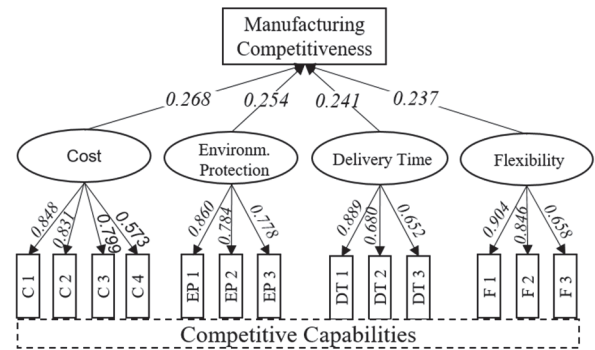 Manufacturing
Competitiveness
0.268 0.254 0.241 0.237
Cost
Environm.
Protection
Delivery Time
Flexibility
0.848 0.831 0.799 0.573
0.860 0.784 0.778
0.889 0.680 0.652
0.904 0.846 0.658
C 1 C 2 C 3 C 4
EP 1 EP 2 EP 3
DT 1 DT 2 DT 3
F 1 F 2 F 3
Competitive Capabilities